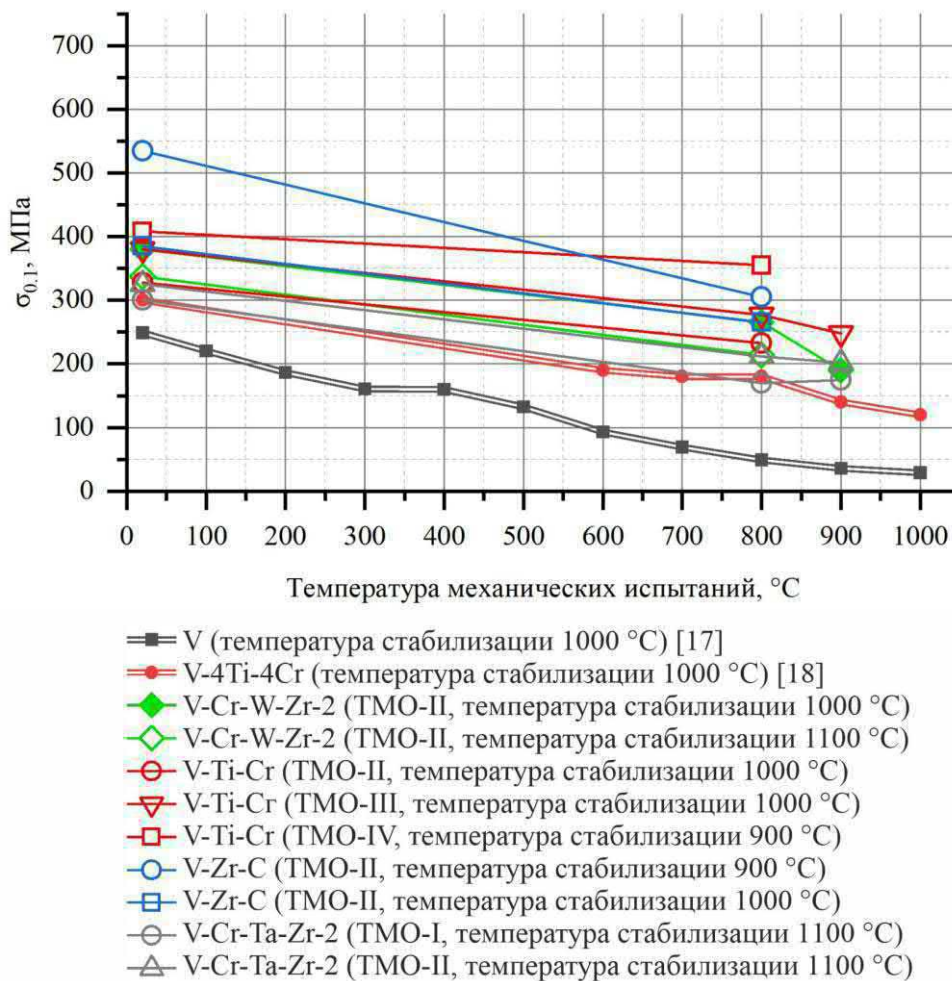 700
600
500
400
300
200
100
0
σ0.1, МПа
0 100 200 300 400 500 600 700 800 900 1000
Температура механических испытаний, °C
V (температура стабилизации 1000 °C) [17]
V-4Ti-4Cr (температура стабилизации 1000 °C) [18]
V-Cr-W-Zr-2 (ТМО-II, температура стабилизации 1000 °C)
V-Cr-W-Zr-2 (ТМО-II, температура стабилизации 1100 °C)
V-Ti-Cr (ТМО-II, температура стабилизации 1000 °C)
V-Ti-Cr (ТМО-III, температура стабилизации 1000 °C)
V-Ti-Cr (ТМО-IV, температура стабилизации 900 °C)
V-Zr-C (ТМО-II, температура стабилизации 900 °C)
V-Zr-C (ТМО-II, температура стабилизации 1000 °C)
V-Cr-Ta-Zr-2 (ТМО-I, температура стабилизации 1100 °C)
V-Cr-Ta-Zr-2 (ТМО-II, температура стабилизации 1100 °C)